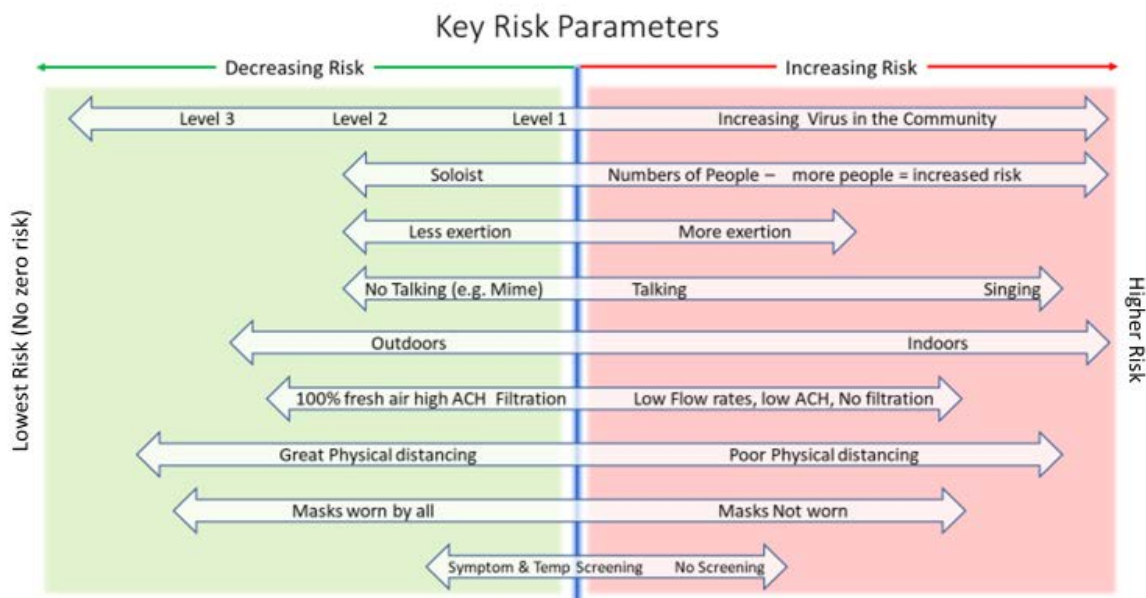 Key Risk Parameters
Decreasing Risk
Increasing Risk
Level 3
Level 2
Level 1
Increasing Virus in the Community
Soloist
Numbers of People – more people = increased risk
Less exertion
More exertion
No Talking (e.g. Mime)
Talking
Singing
Outdoors
Indoors
100% fresh air high ACH Filtration
Low Flow rates, low ACH, No filtration
Great Physical distancing
Poor Physical distancing
Masks worn by all
Masks Not worn
Symptom & Temp Screening
No Screening
Lowest Risk (No zero risk)
Higher Risk